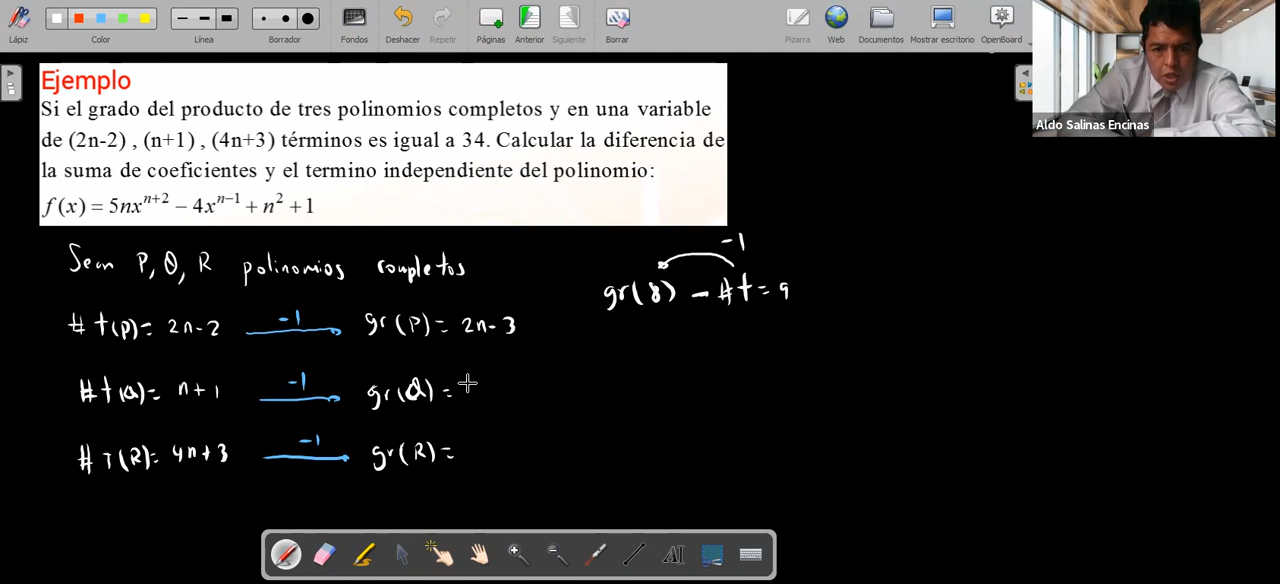 Lápiz Color Línea Borrador Fondos Deshacer Repetir Páginas Anterior Siguiente Borrar Pizarra Web Documentos Mostrar escritorio OpenBoard
Aldo Salinas Encinas
Ejemplo
Si el grado del producto de tres polinomios completos y en una variable
de (2n-2) , (n+1) , (4n+3) términos es igual a 34. Calcular la diferencia de
la suma de coeficientes y el termino independiente del polinomio:
f(x) = 5nxⁿ⁺² − 4xⁿ⁻¹ + n² + 1
Sean P, Q, R polinomios completos
-1
gr(8) - #t = 9
# t(P) = 2n-2 -1 gr(P) = 2n-3
# t(Q) = n+1 -1 gr(Q) =
# T(R) = 4n+3 -1 gr(R) =
AI